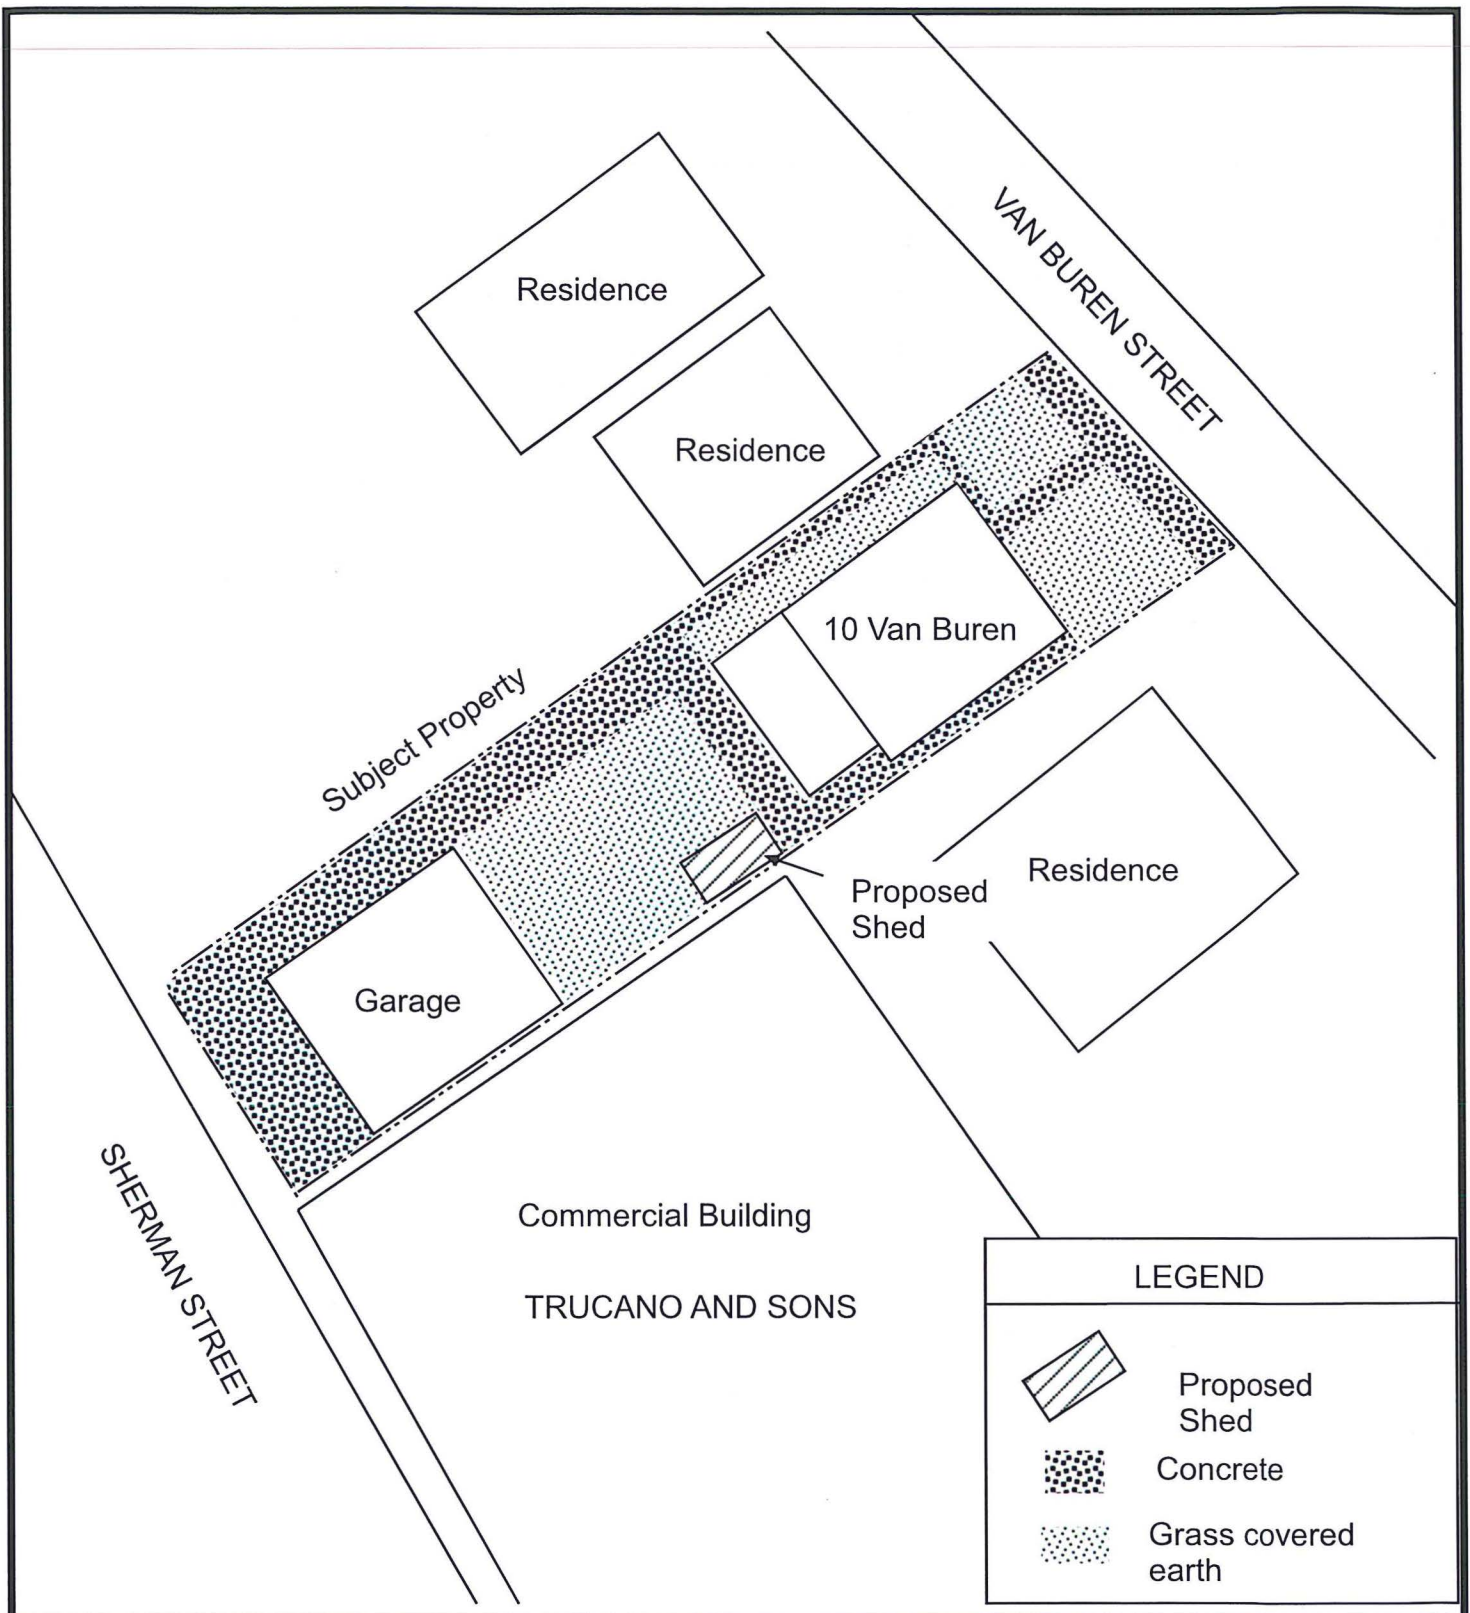 VAN BUREN STREET
Residence
Residence
10 Van Buren
Subject Property
Residence
Proposed
Shed
Garage
SHERMAN STREET
Commercial Building
TRUCANO AND SONS
LEGEND
Proposed
Shed
Concrete
Grass covered
earth